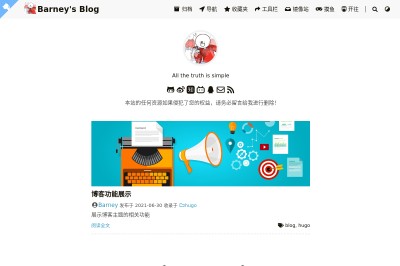 Barney's Blog
归档 导航 收藏夹 工具栏 镜像站 摸鱼 开往 |
All the truth is simple
本站的任何资源如果侵犯了您的权益，请务必留言给我进行删除！
博客功能展示
Barney 发布于 2021-06-30 收录于 hugo
展示博客主题的相关功能
阅读全文
blog, hugo